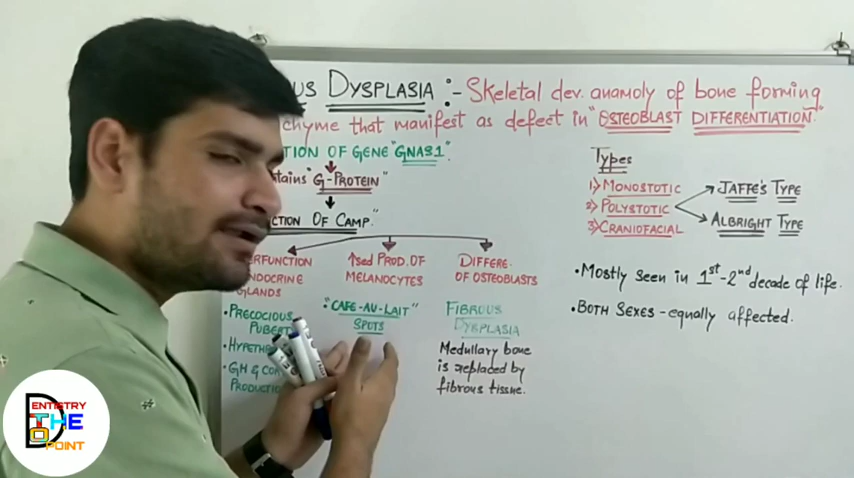 US DYSPLASIA :- Skeletal dev. anamoly of bone forming
chyme that manifest as defect in "OSTEOBLAST DIFFERENTIATION."
TION OF GENE "GNAS1".
tains "G-PROTEIN"
CTION OF CAMP."
ERFUNCTION
NDOCRINE
GLANDS
• PRECOCIOUS
PUBERT
• HYPETH
• GH & COR
PRODUCTIO
↑sed PROD. OF
MELANOCYTES
• "CAFE-AU-LAIT"
SPOTS
DIFFERE.
OF OSTEOBLASTS
FIBROUS
DYSPLASIA
Medullary bone
is replaced by
fibrous tissue.
Types
1) MONOSTOTIC
2) POLYSTOTIC
3) CRANIOFACIAL
JAFFE'S TYPE
ALBRIGHT TYPE
• Mostly seen in 1st-2nd decade of life.
• BOTH SEXES - equally affected.
DENTISTRY
THE
TO
POINT